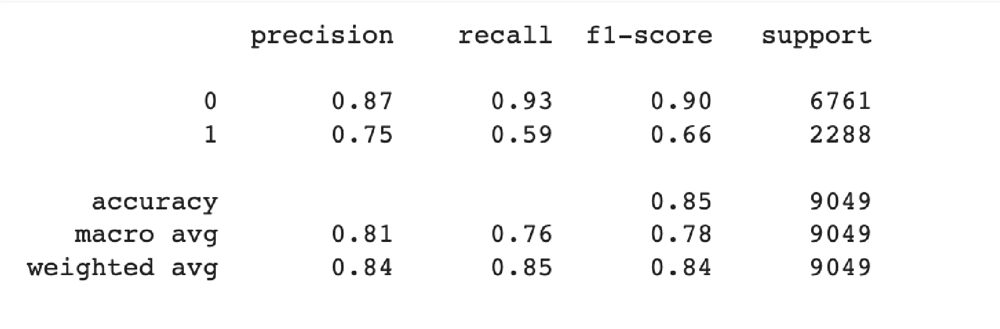 precision recall f1-score support
0 0.87 0.93 0.90 6761
1 0.75 0.59 0.66 2288
accuracy 0.85 9049
macro avg 0.81 0.76 0.78 9049
weighted avg 0.84 0.85 0.84 9049